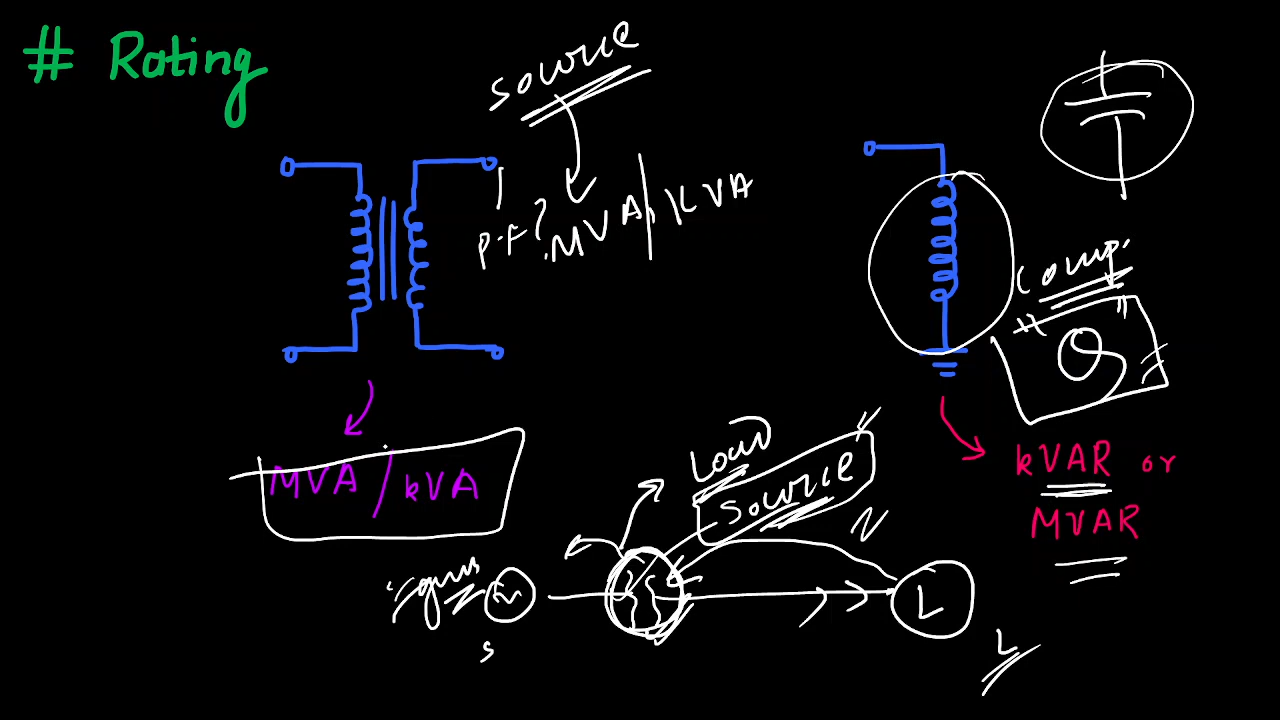 # Rating
source
P.F? MVA/KVA
Comp.
"Q"
MVA / kVA
kVAR or
MVAR
Load
Source
N
L
S
L